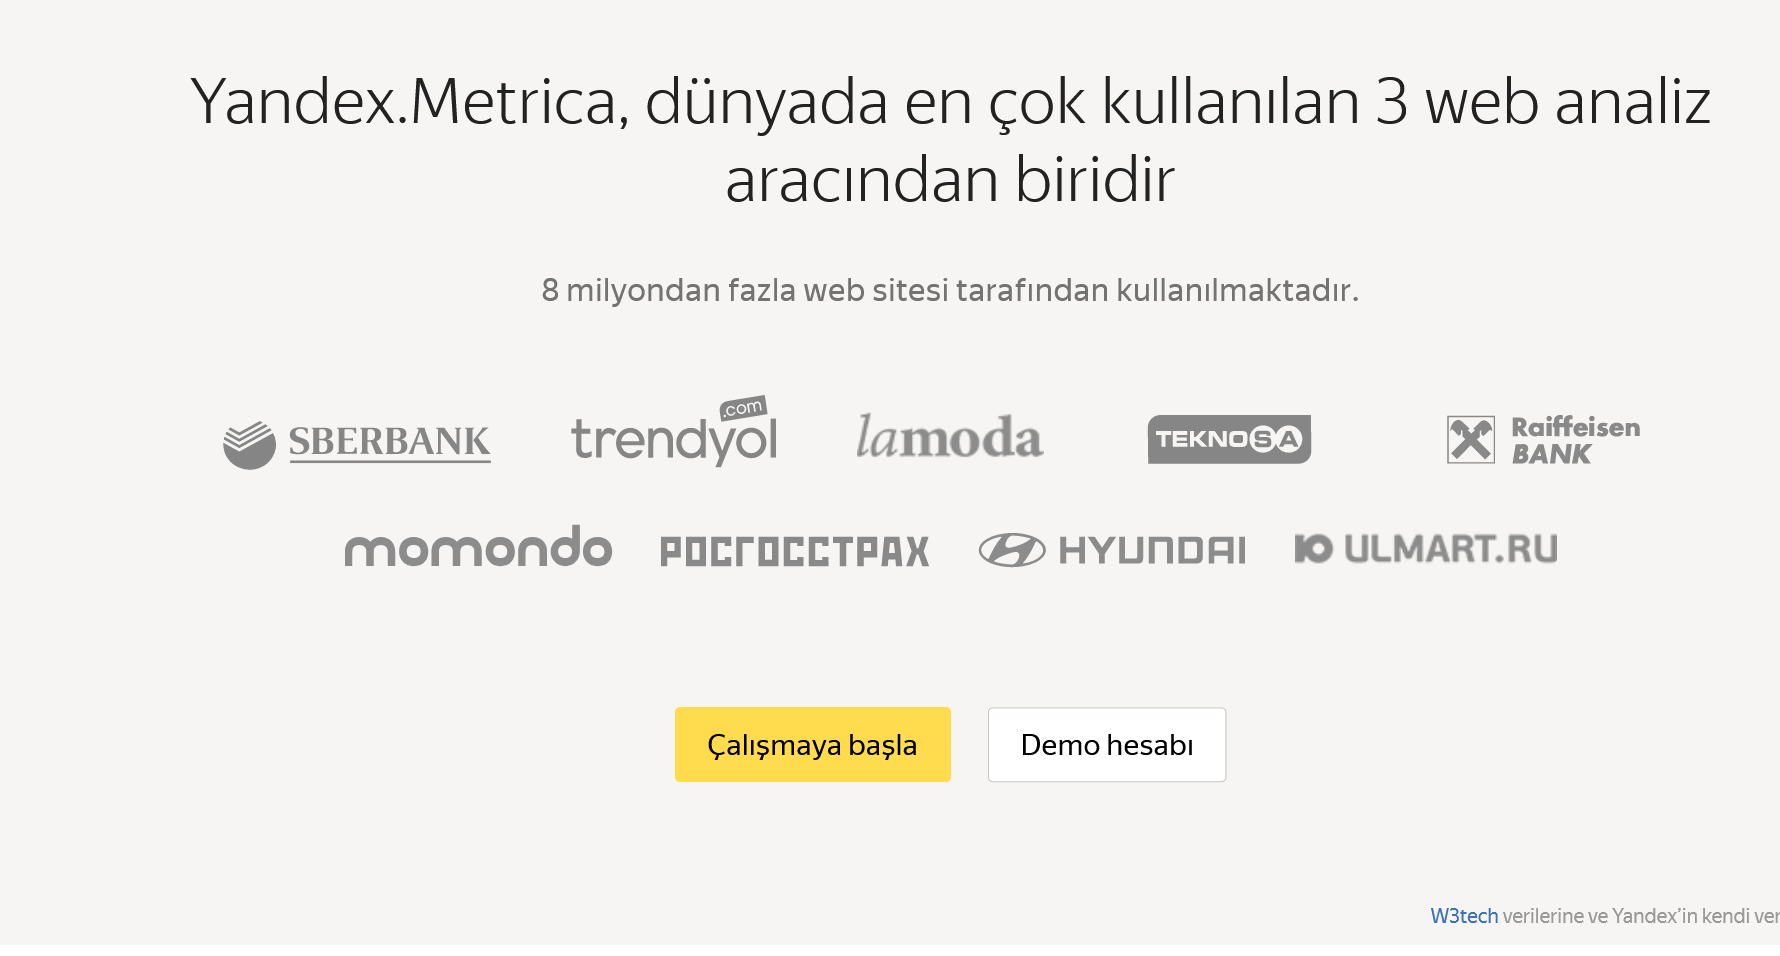 Yandex.Metrica, dünyada en çok kullanılan 3 web analiz
aracından biridir
8 milyondan fazla web sitesi tarafından kullanılmaktadır.
SBERBANK
trendyol
.com
lamoda
TEKNOSA
Raiffeisen
BANK
momondo
РОСГОССТРАХ
HYUNDAI
Ю ULMART.RU
Çalışmaya başla
Demo hesabı
W3tech verilerine ve Yandex'in kendi